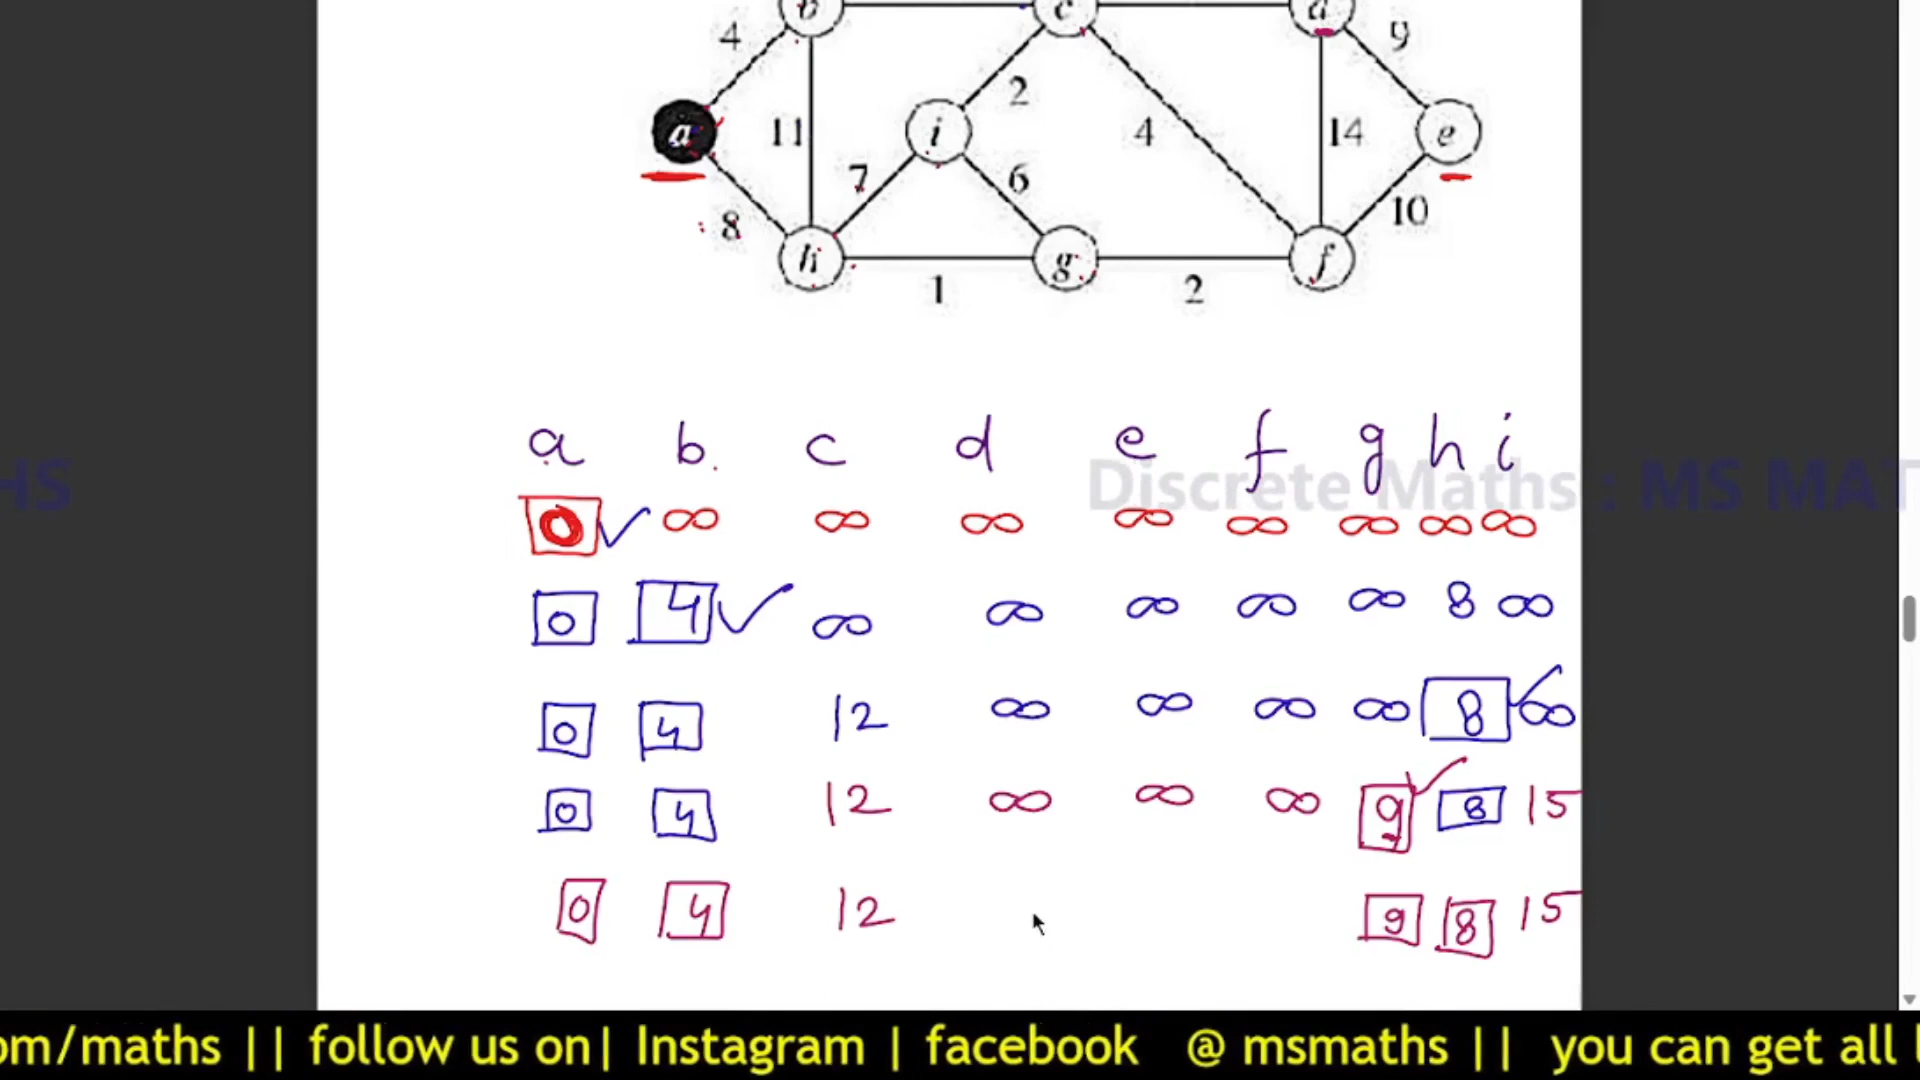 b c d
4 9
a 11 i 2 4 14 e
7 6
8 10
h g f
1 2
a b. c d e f g h i
HS Discrete Maths : MS MAT
0 ✓ ∞ ∞ ∞ ∞ ∞ ∞ ∞ ∞
0 4 ✓ ∞ ∞ ∞ ∞ ∞ 8 ∞
0 4 12 ∞ ∞ ∞ ∞ 8 ✓ ∞
0 4 12 ∞ ∞ ∞ 9 ✓ 8 15
0 4 12 9 8 15
om/maths || follow us on| Instagram | facebook @ msmaths || you can get all l